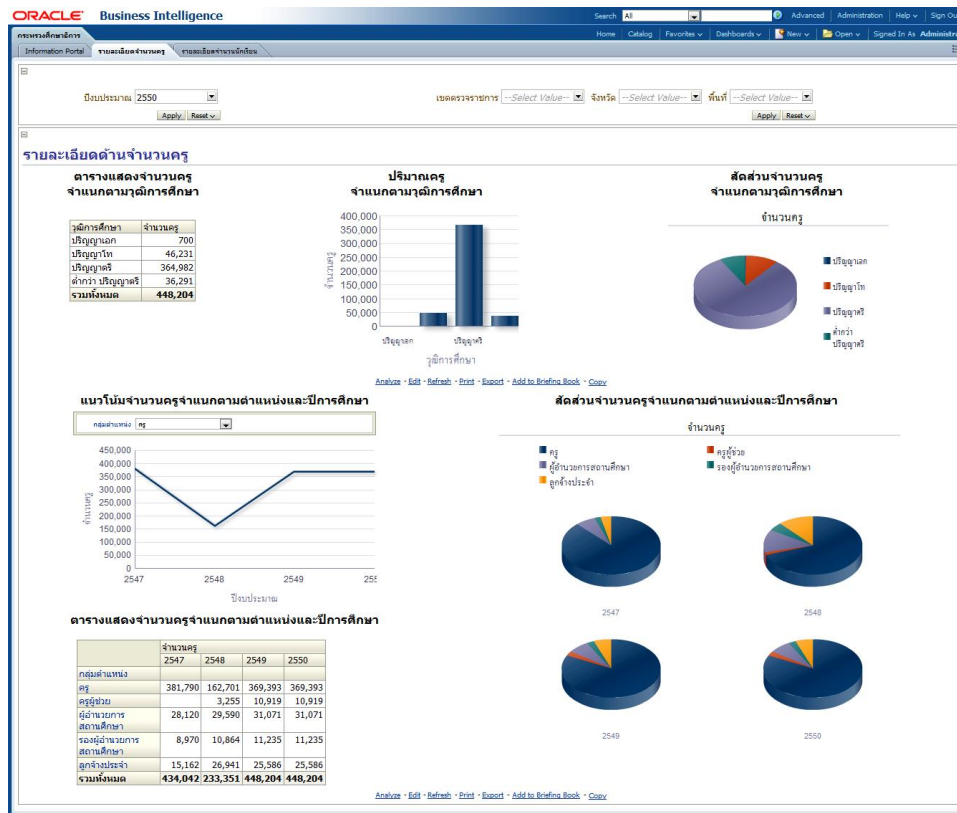 ORACLE Business Intelligence
Search All Advanced Administration Help Sign Ou
กระทรวงศึกษาธิการ Home Catalog Favorites Dashboards New Open Signed In As Administra
Information Portal รายละเอียดจำนวนครู รายละเอียดจำนวนนักเรียน
ปีงบประมาณ 2550 เขตตรวจราชการ --Select Value-- จังหวัด --Select Value-- พื้นที่ --Select Value--
Apply Reset Apply Reset
รายละเอียดด้านจำนวนครู
ตารางแสดงจำนวนครู
จำแนกตามวุฒิการศึกษา
วุฒิการศึกษา จำนวนครู
ปริญญาเอก 700
ปริญญาโท 46,231
ปริญญาตรี 364,982
ต่ำกว่า ปริญญาตรี 36,291
รวมทั้งหมด 448,204
ปริมาณครู
จำแนกตามวุฒิการศึกษา
จำนวนครู
400,000
350,000
300,000
250,000
200,000
150,000
100,000
50,000
0
ปริญญาเอก ปริญญาตรี
วุฒิการศึกษา
สัดส่วนจำนวนครู
จำแนกตามวุฒิการศึกษา
จำนวนครู
ปริญญาเอก
ปริญญาโท
ปริญญาตรี
ต่ำกว่า
ปริญญาตรี
Analyze - Edit - Refresh - Print - Export - Add to Briefing Book - Copy
แนวโน้มจำนวนครูจำแนกตามตำแหน่งและปีการศึกษา
กลุ่มตำแหน่ง ครู
จำนวนครู
450,000
400,000
350,000
300,000
250,000
200,000
150,000
100,000
50,000
0
2547 2548 2549 255
ปีงบประมาณ
สัดส่วนจำนวนครูจำแนกตามตำแหน่งและปีการศึกษา
จำนวนครู
ครู ครูผู้ช่วย
ผู้อำนวยการสถานศึกษา รองผู้อำนวยการสถานศึกษา
ลูกจ้างประจำ
2547 2548
2549 2550
ตารางแสดงจำนวนครูจำแนกตามตำแหน่งและปีการศึกษา
จำนวนครู
2547 2548 2549 2550
กลุ่มตำแหน่ง
ครู 381,790 162,701 369,393 369,393
ครูผู้ช่วย 3,255 10,919 10,919
ผู้อำนวยการ 28,120 29,590 31,071 31,071
สถานศึกษา
รองผู้อำนวยการ 8,970 10,864 11,235 11,235
สถานศึกษา
ลูกจ้างประจำ 15,162 26,941 25,586 25,586
รวมทั้งหมด 434,042 233,351 448,204 448,204
Analyze - Edit - Refresh - Print - Export - Add to Briefing Book - Copy